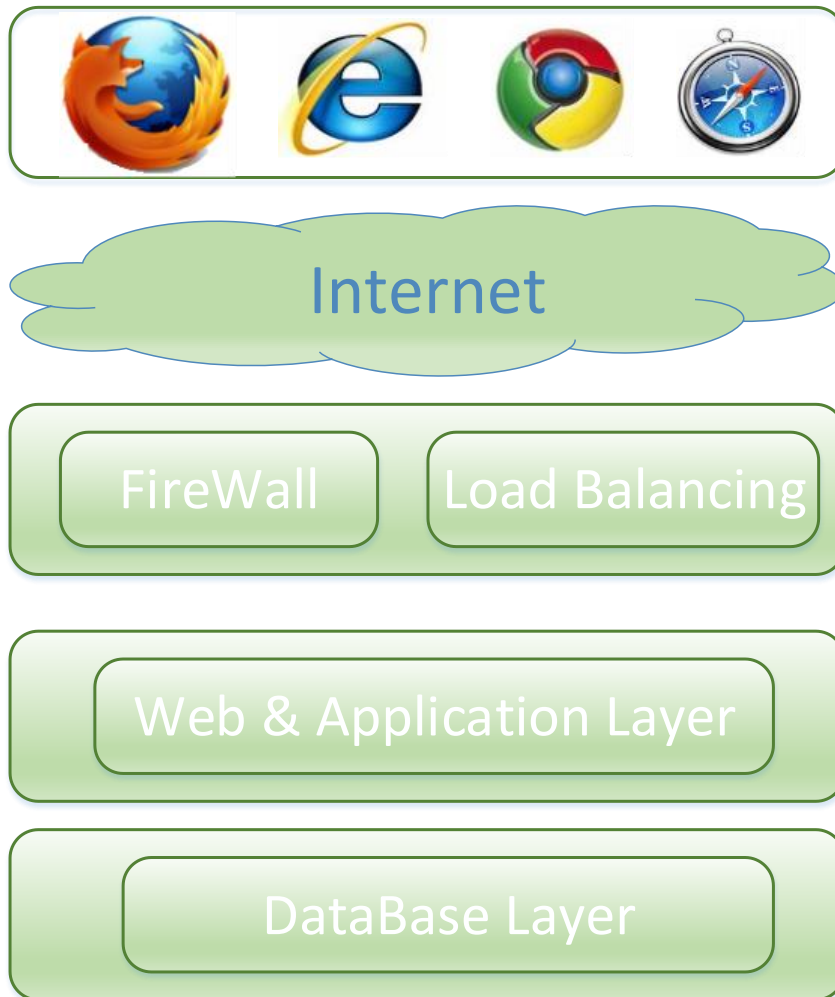 Internet
FireWall
Load Balancing
Web & Application Layer
DataBase Layer